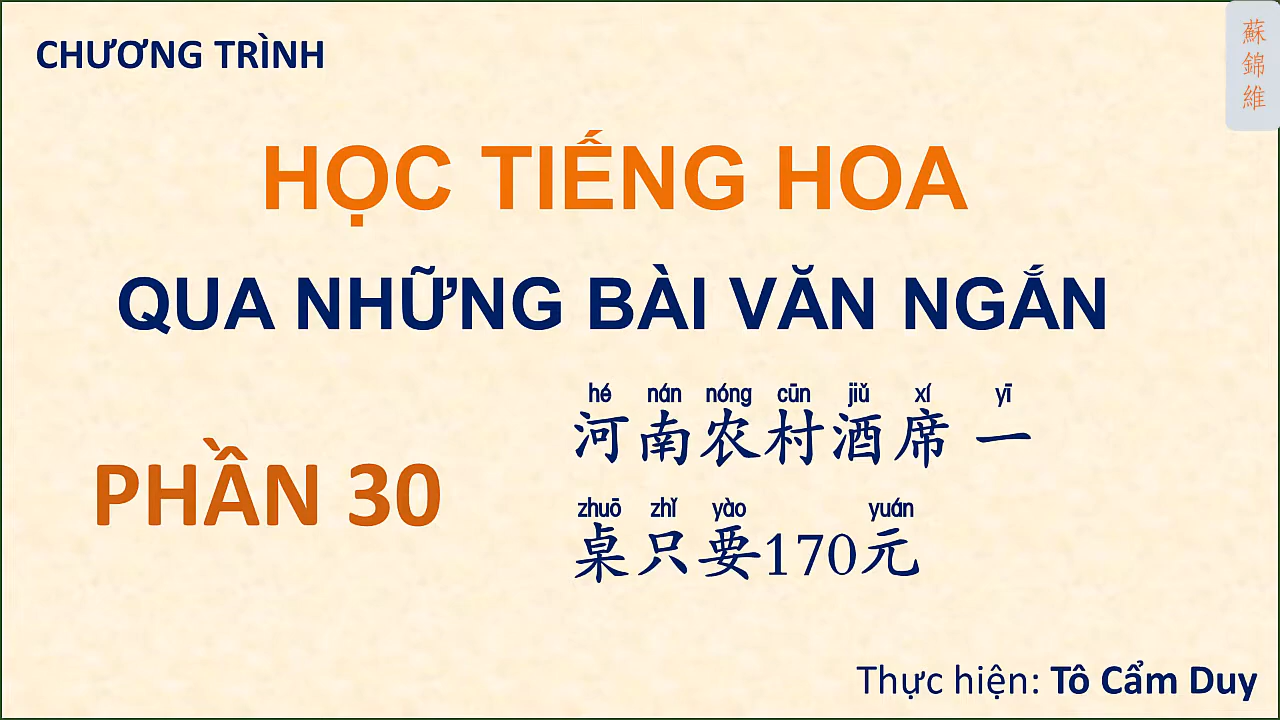 CHƯƠNG TRÌNH
蘇錦維
HỌC TIẾNG HOA
QUA NHỮNG BÀI VĂN NGẮN
PHẦN 30
hé nán nóng cūn jiǔ xí yī
河南农村酒席 一
zhuō zhǐ yào yuán
桌只要170元
Thực hiện: Tô Cẩm Duy